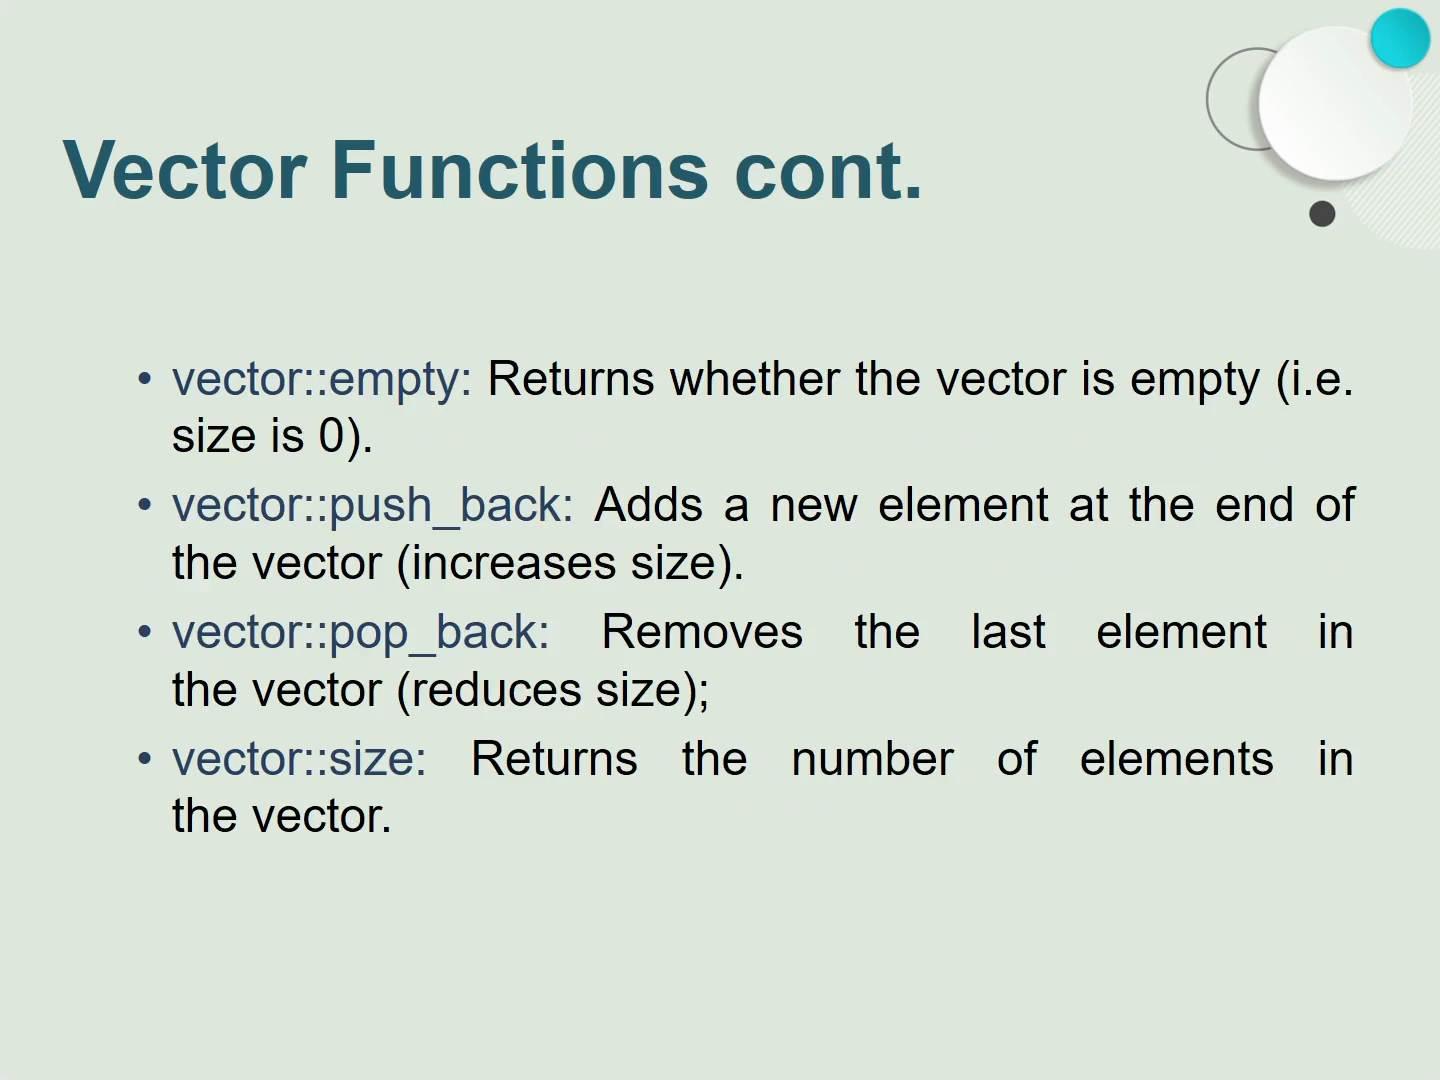 Vector Functions cont.
• vector::empty: Returns whether the vector is empty (i.e.
size is 0).
• vector::push_back: Adds a new element at the end of
the vector (increases size).
• vector::pop_back: Removes the last element in
the vector (reduces size);
• vector::size: Returns the number of elements in
the vector.